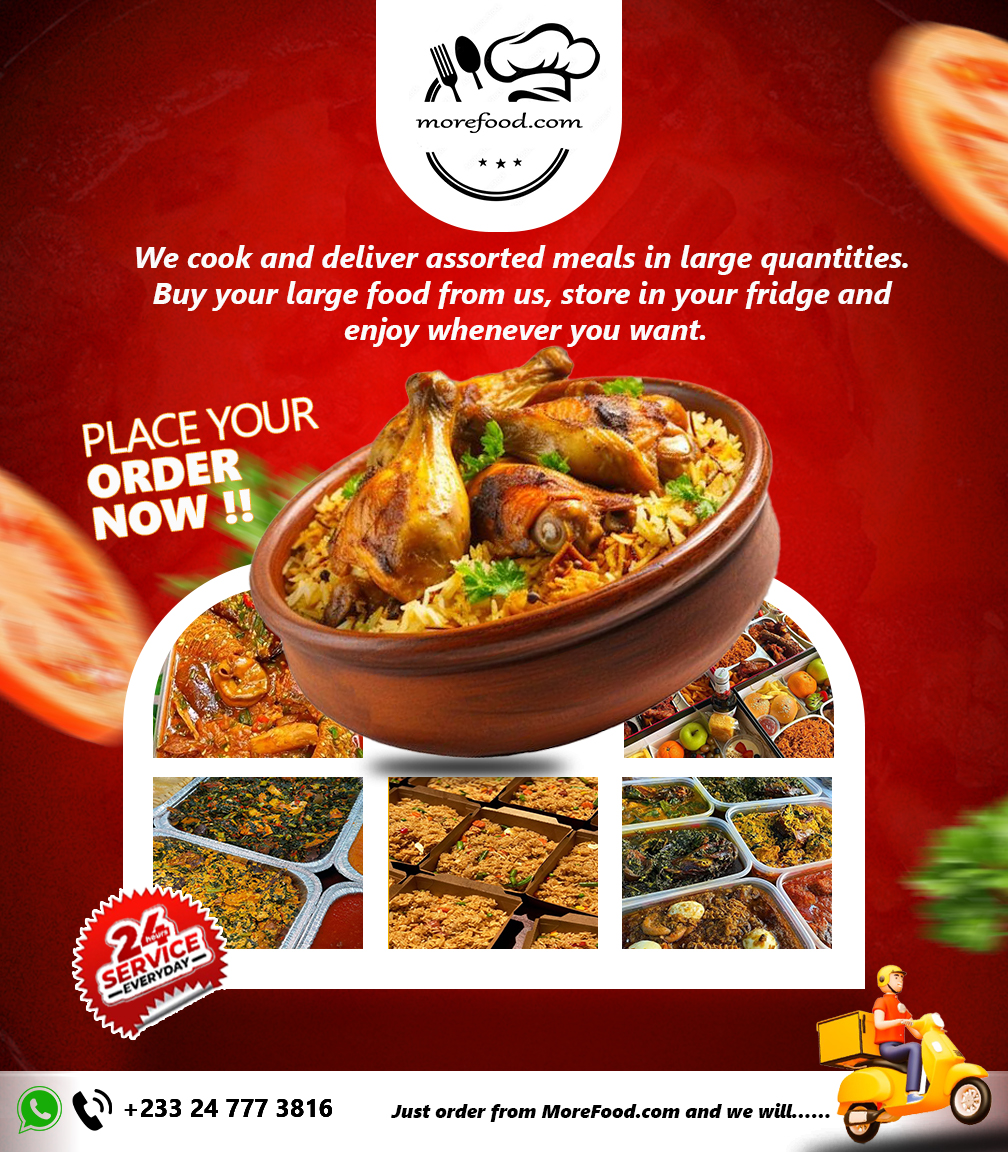 morefood.com
We cook and deliver assorted meals in large quantities.
Buy your large food from us, store in your fridge and
enjoy whenever you want.
PLACE YOUR
ORDER
NOW !!
24
hours
SERVICE
EVERYDAY
+233 24 777 3816
Just order from MoreFood.com and we will......